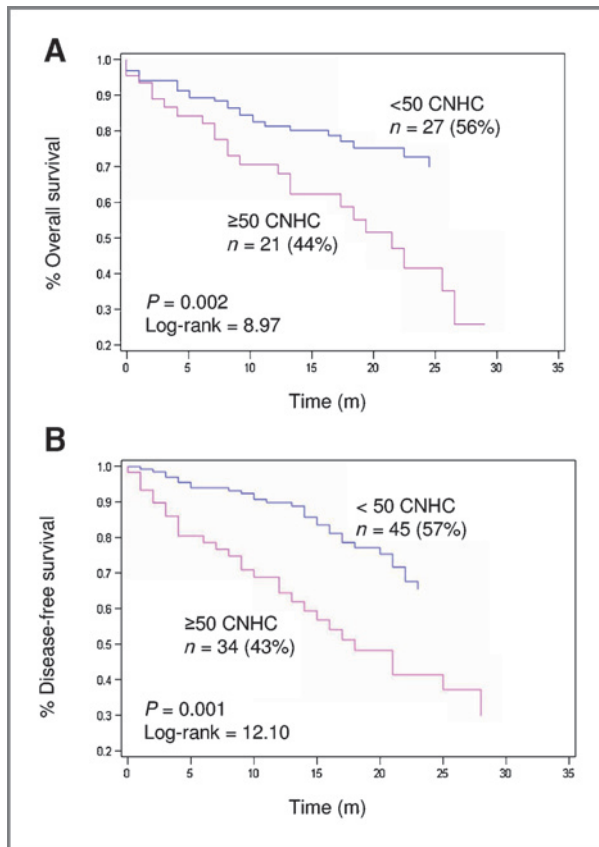 A
1.0
0.9
0.8
0.7
0.6
0.5
0.4
0.3
0.2
% Overall survival
<50 CNHC
n = 27 (56%)
≥50 CNHC
n = 21 (44%)
P = 0.002
Log-rank = 8.97
0 5 10 15 20 25 30 35
Time (m)
B
1.0
0.9
0.8
0.7
0.6
0.5
0.4
0.3
0.2
% Disease-free survival
< 50 CNHC
n = 45 (57%)
≥50 CNHC
n = 34 (43%)
P = 0.001
Log-rank = 12.10
0 5 10 15 20 25 30 35
Time (m)